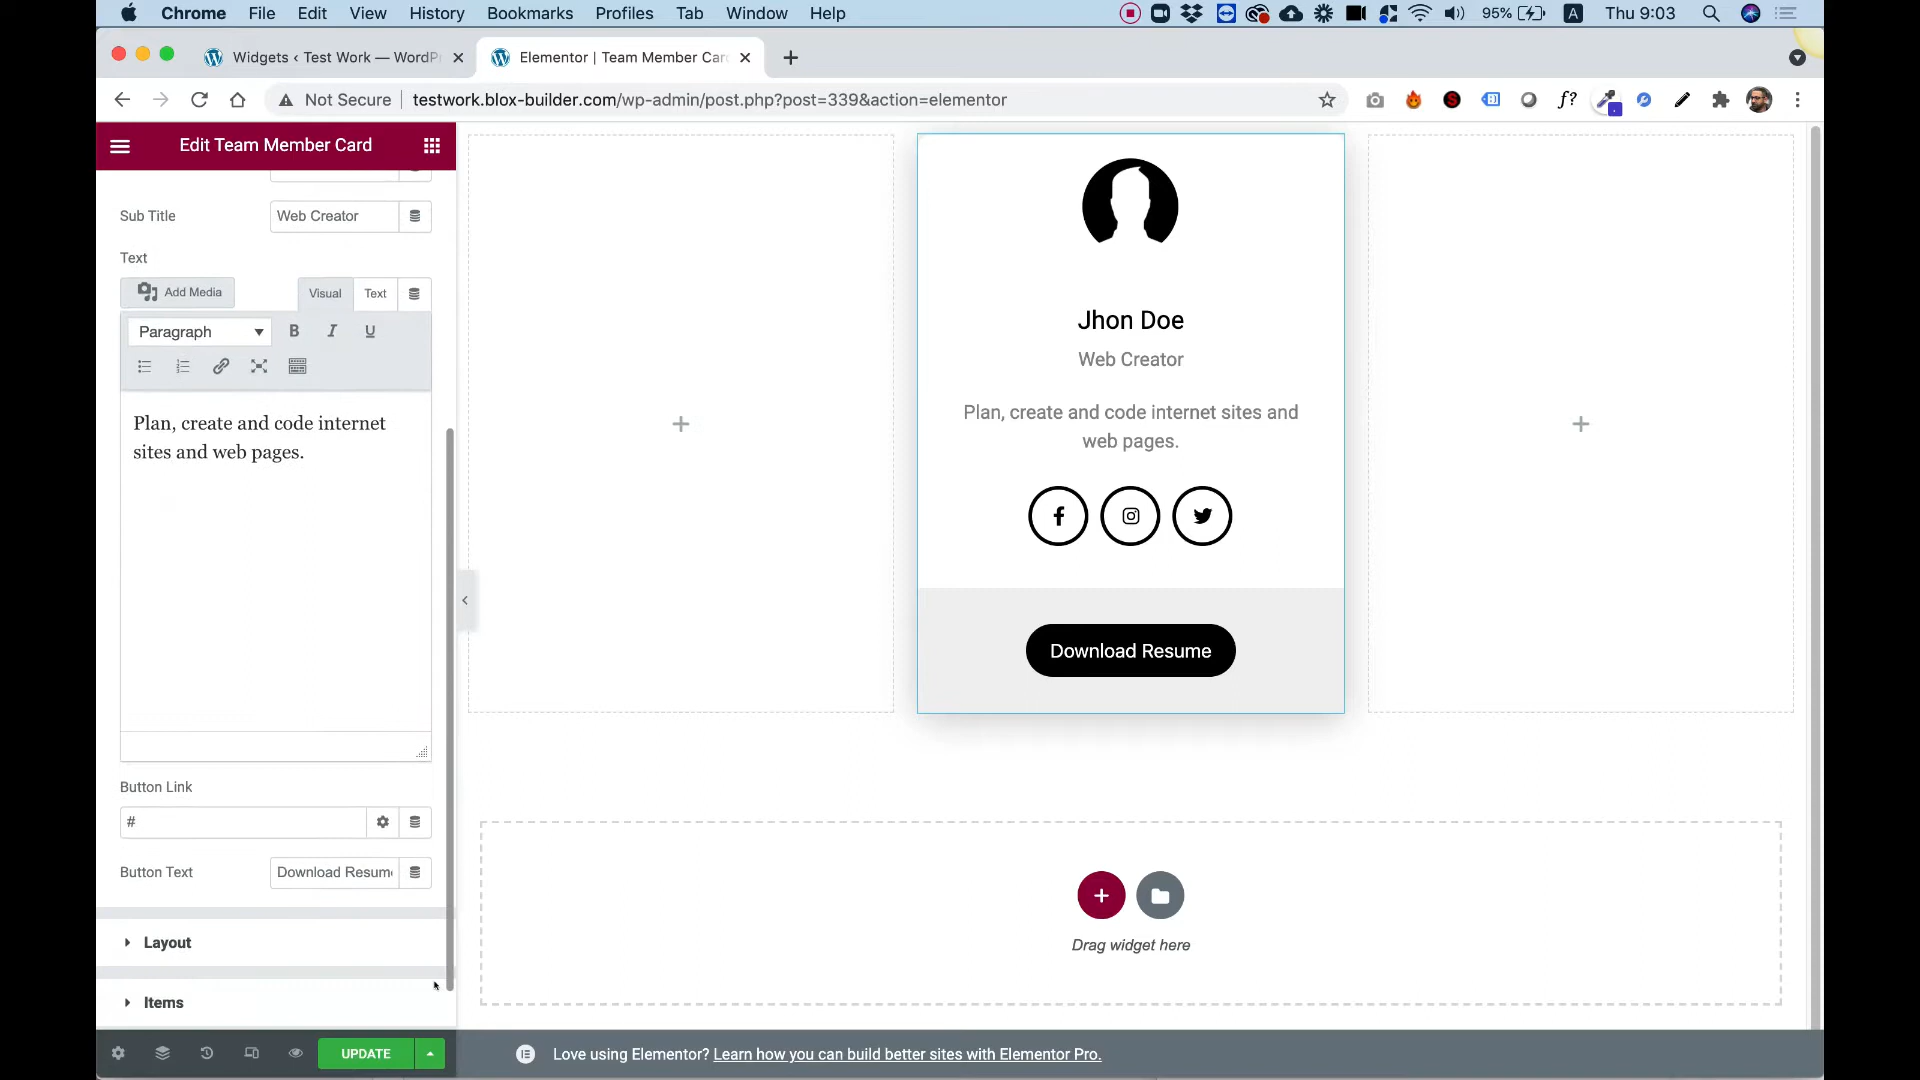 Chrome File Edit View History Bookmarks Profiles Tab Window Help 95% A Thu 9:03
Widgets ‹ Test Work — WordPr
Elementor | Team Member Car
Not Secure testwork.blox-builder.com/wp-admin/post.php?post=339&action=elementor
Edit Team Member Card
Sub Title Web Creator
Text
Add Media Visual Text
Paragraph B I U
Plan, create and code internet
sites and web pages.
Button Link
#
Button Text Download Resum
Layout
Items
UPDATE
Jhon Doe
Web Creator
Plan, create and code internet sites and
web pages.
Download Resume
Drag widget here
Love using Elementor? Learn how you can build better sites with Elementor Pro.